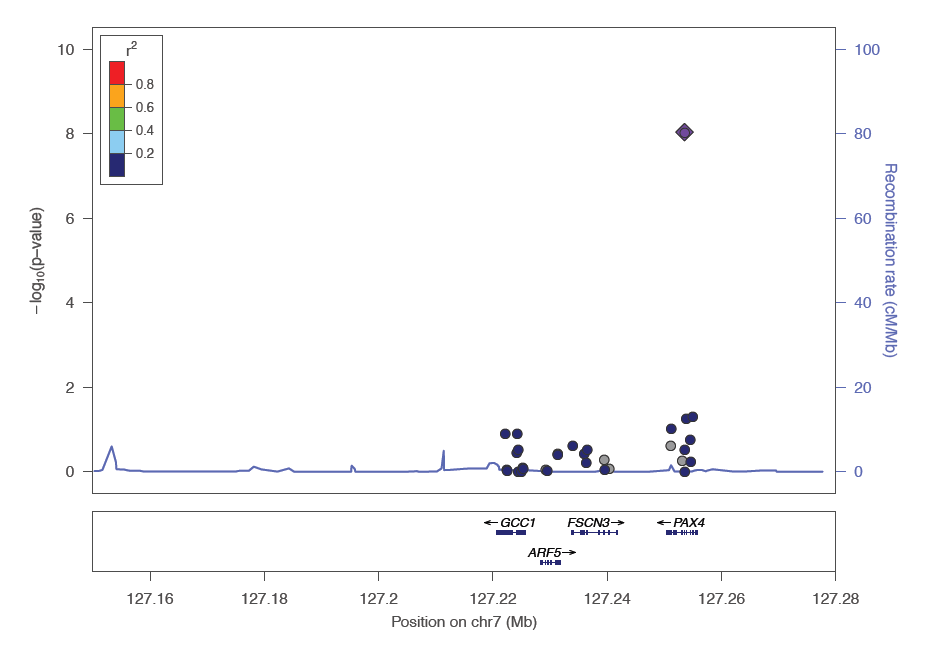 r2
0.8
0.6
0.4
0.2
10
8
6
4
2
0
−log10(p−value)
100
80
60
40
20
0
Recombination rate (cM/Mb)
←GCC1
FSCN3→
←PAX4
ARF5→
127.16
127.18
127.2
127.22
127.24
127.26
127.28
Position on chr7 (Mb)